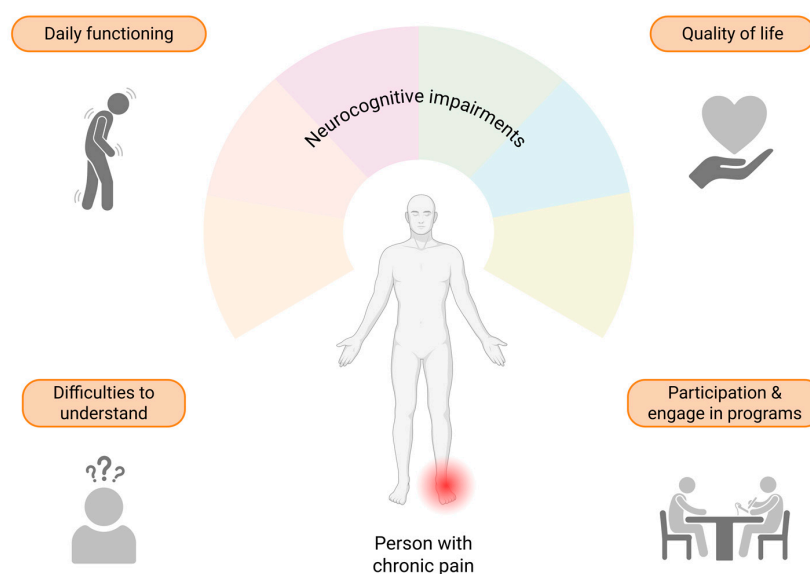 Daily functioning
Quality of life
Neurocognitive impairments
Difficulties to
understand
???
Participation &
engage in programs
Person with
chronic pain